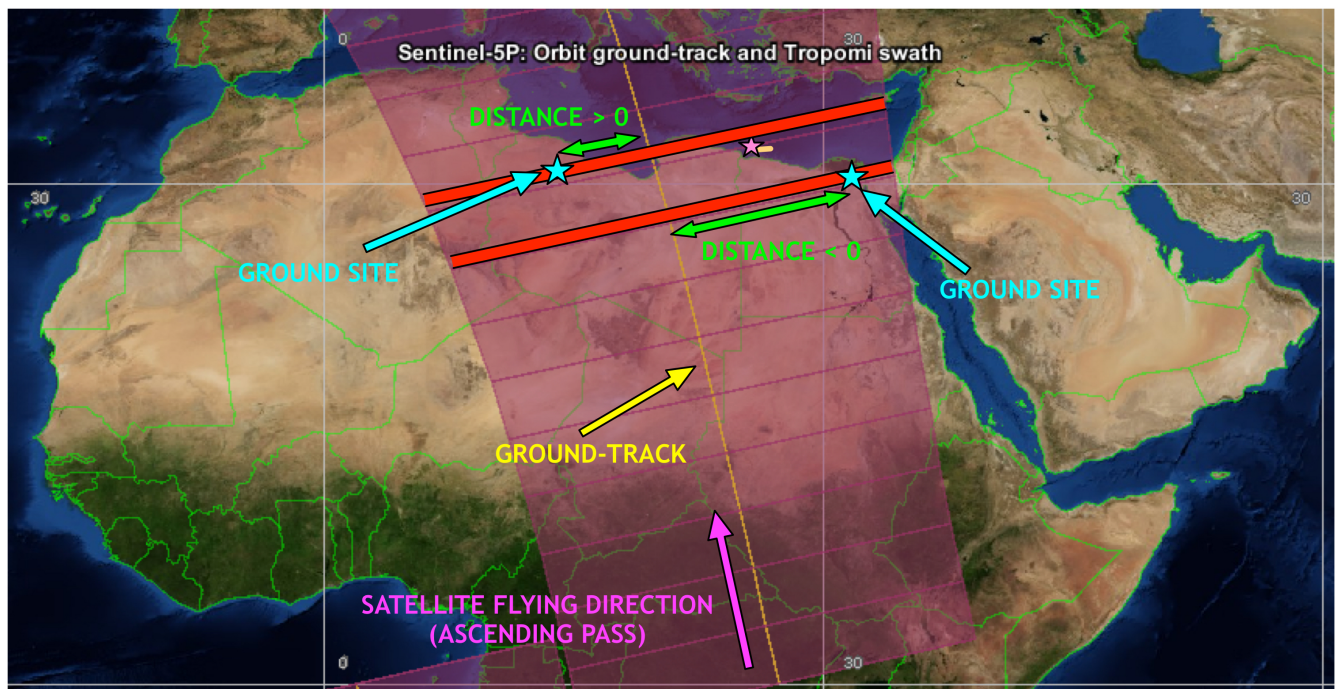 0
30
Sentinel-5P: Orbit ground-track and Tropomi swath
DISTANCE > 0
30
30
DISTANCE < 0
GROUND SITE
GROUND SITE
GROUND-TRACK
SATELLITE FLYING DIRECTION
(ASCENDING PASS)
0
30